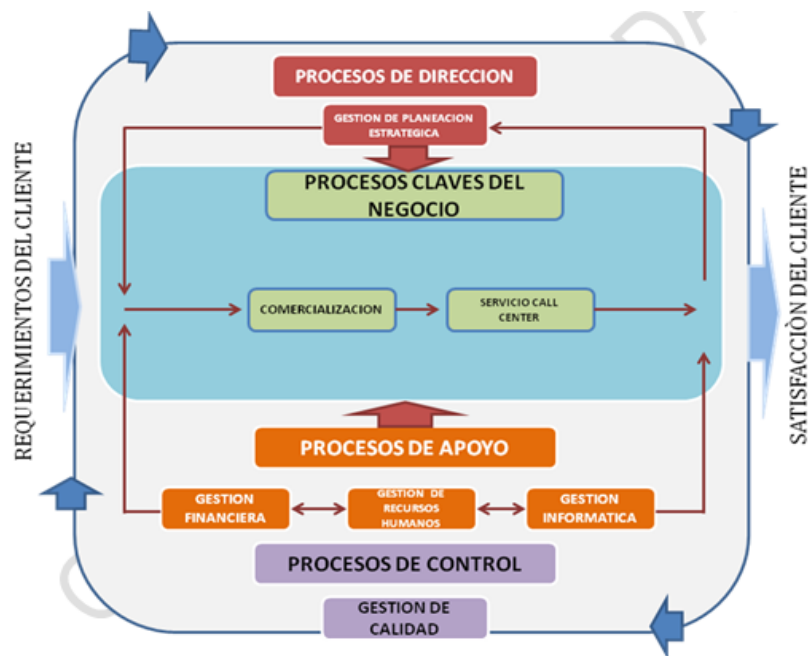 PROCESOS DE DIRECCION
GESTION DE PLANEACION
ESTRATEGICA
REQUERIMIENTOS DEL CLIENTE
PROCESOS CLAVES DEL
NEGOCIO
COMERCIALIZACION
SERVICIO CALL
CENTER
SATISFACCIÒN DEL CLIENTE
PROCESOS DE APOYO
GESTION
FINANCIERA
GESTION DE
RECURSOS
HUMANOS
GESTION
INFORMATICA
PROCESOS DE CONTROL
GESTION DE
CALIDAD